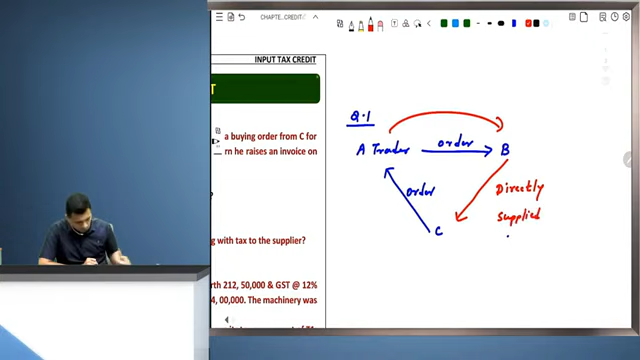 CHAPTE..CREDIT
INPUT TAX CREDIT
T
a buying order from C for
rn he raises an invoice on
?
ng with tax to the supplier?
rth 212, 50,000 & GST @ 12%
4, 00,000. The machinery was
Q.1
A Trader order B
order
Directly
supplied
C